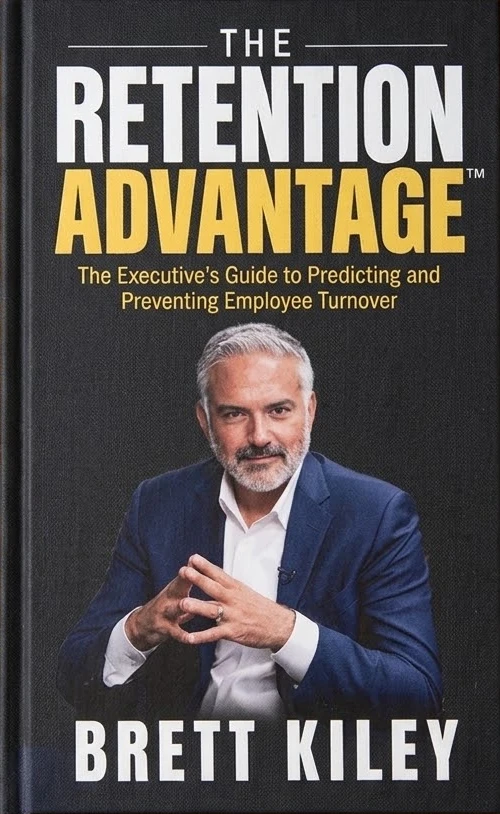 THE
RETENTION
ADVANTAGE™
The Executive's Guide to Predicting and
Preventing Employee Turnover
BRETT KILEY